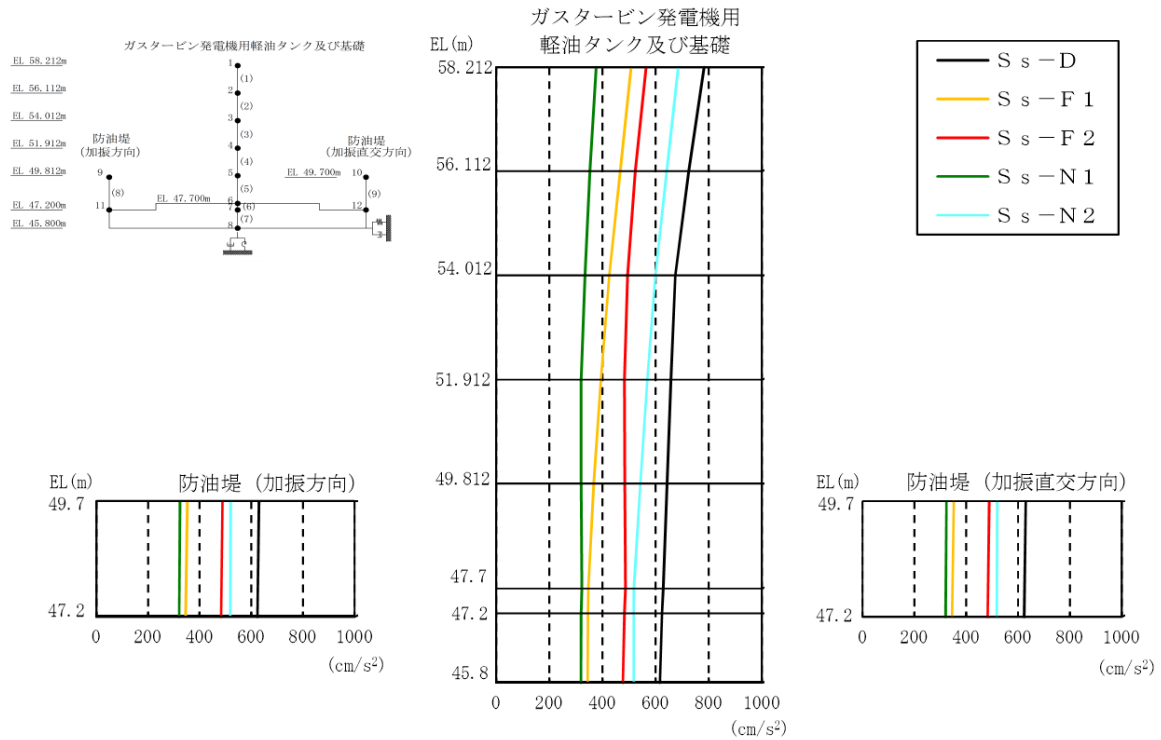 ガスタービン発電機用軽油タンク及び基礎
EL 58.212m
EL 56.112m
EL 54.012m
EL 51.912m
EL 49.812m
EL 47.200m
EL 45.800m
防油堤
(加振方向)
防油堤
(加振直交方向)
EL 49.700m
EL 47.700m
1
(1)
2
(2)
3
(3)
4
(4)
5
(5)
6
(6)
7
(7)
8
9
(8)
11
10
(9)
12
ガスタービン発電機用
軽油タンク及び基礎
EL(m)
58.212
56.112
54.012
51.912
49.812
47.7
47.2
45.8
0 200 400 600 800 1000
(cm/s²)
Ss-D
Ss-F1
Ss-F2
Ss-N1
Ss-N2
EL(m)
防油堤 (加振方向)
49.7
47.2
0 200 400 600 800 1000
(cm/s²)
EL(m)
防油堤 (加振直交方向)
49.7
47.2
0 200 400 600 800 1000
(cm/s²)